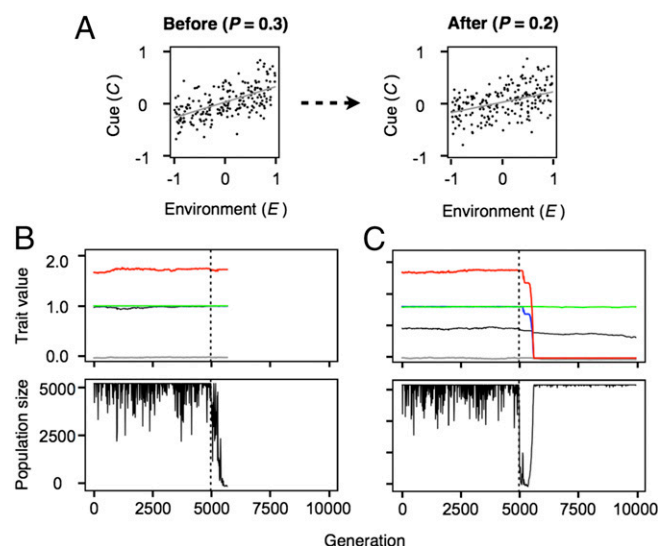 A
Before (P = 0.3)
After (P = 0.2)
Cue (C)
1
0
-1
-1 0 1
Environment (E)
Cue (C)
1
0
-1
-1 0 1
Environment (E)
B
C
Trait value
2.0
1.0
0.0
Population size
5000
2500
0
0 2500 5000 7500 10000
0 2500 5000 7500 10000
Generation